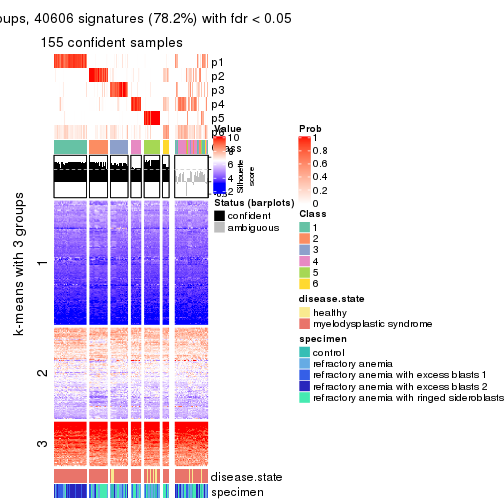 oups, 40606 signatures (78.2%) with fdr < 0.05
155 confident samples
p1
p2
p3
p4
p5
p6
Class
Silhouette
score
k-means with 3 groups
1
2
3
disease.state
specimen
Value
10
8
6
4
2
Status (barplots)
confident
ambiguous
Prob
1
0.8
0.6
0.4
0.2
0
Class
1
2
3
4
5
6
disease.state
healthy
myelodysplastic syndrome
specimen
control
refractory anemia
refractory anemia with excess blasts 1
refractory anemia with excess blasts 2
refractory anemia with ringed sideroblasts